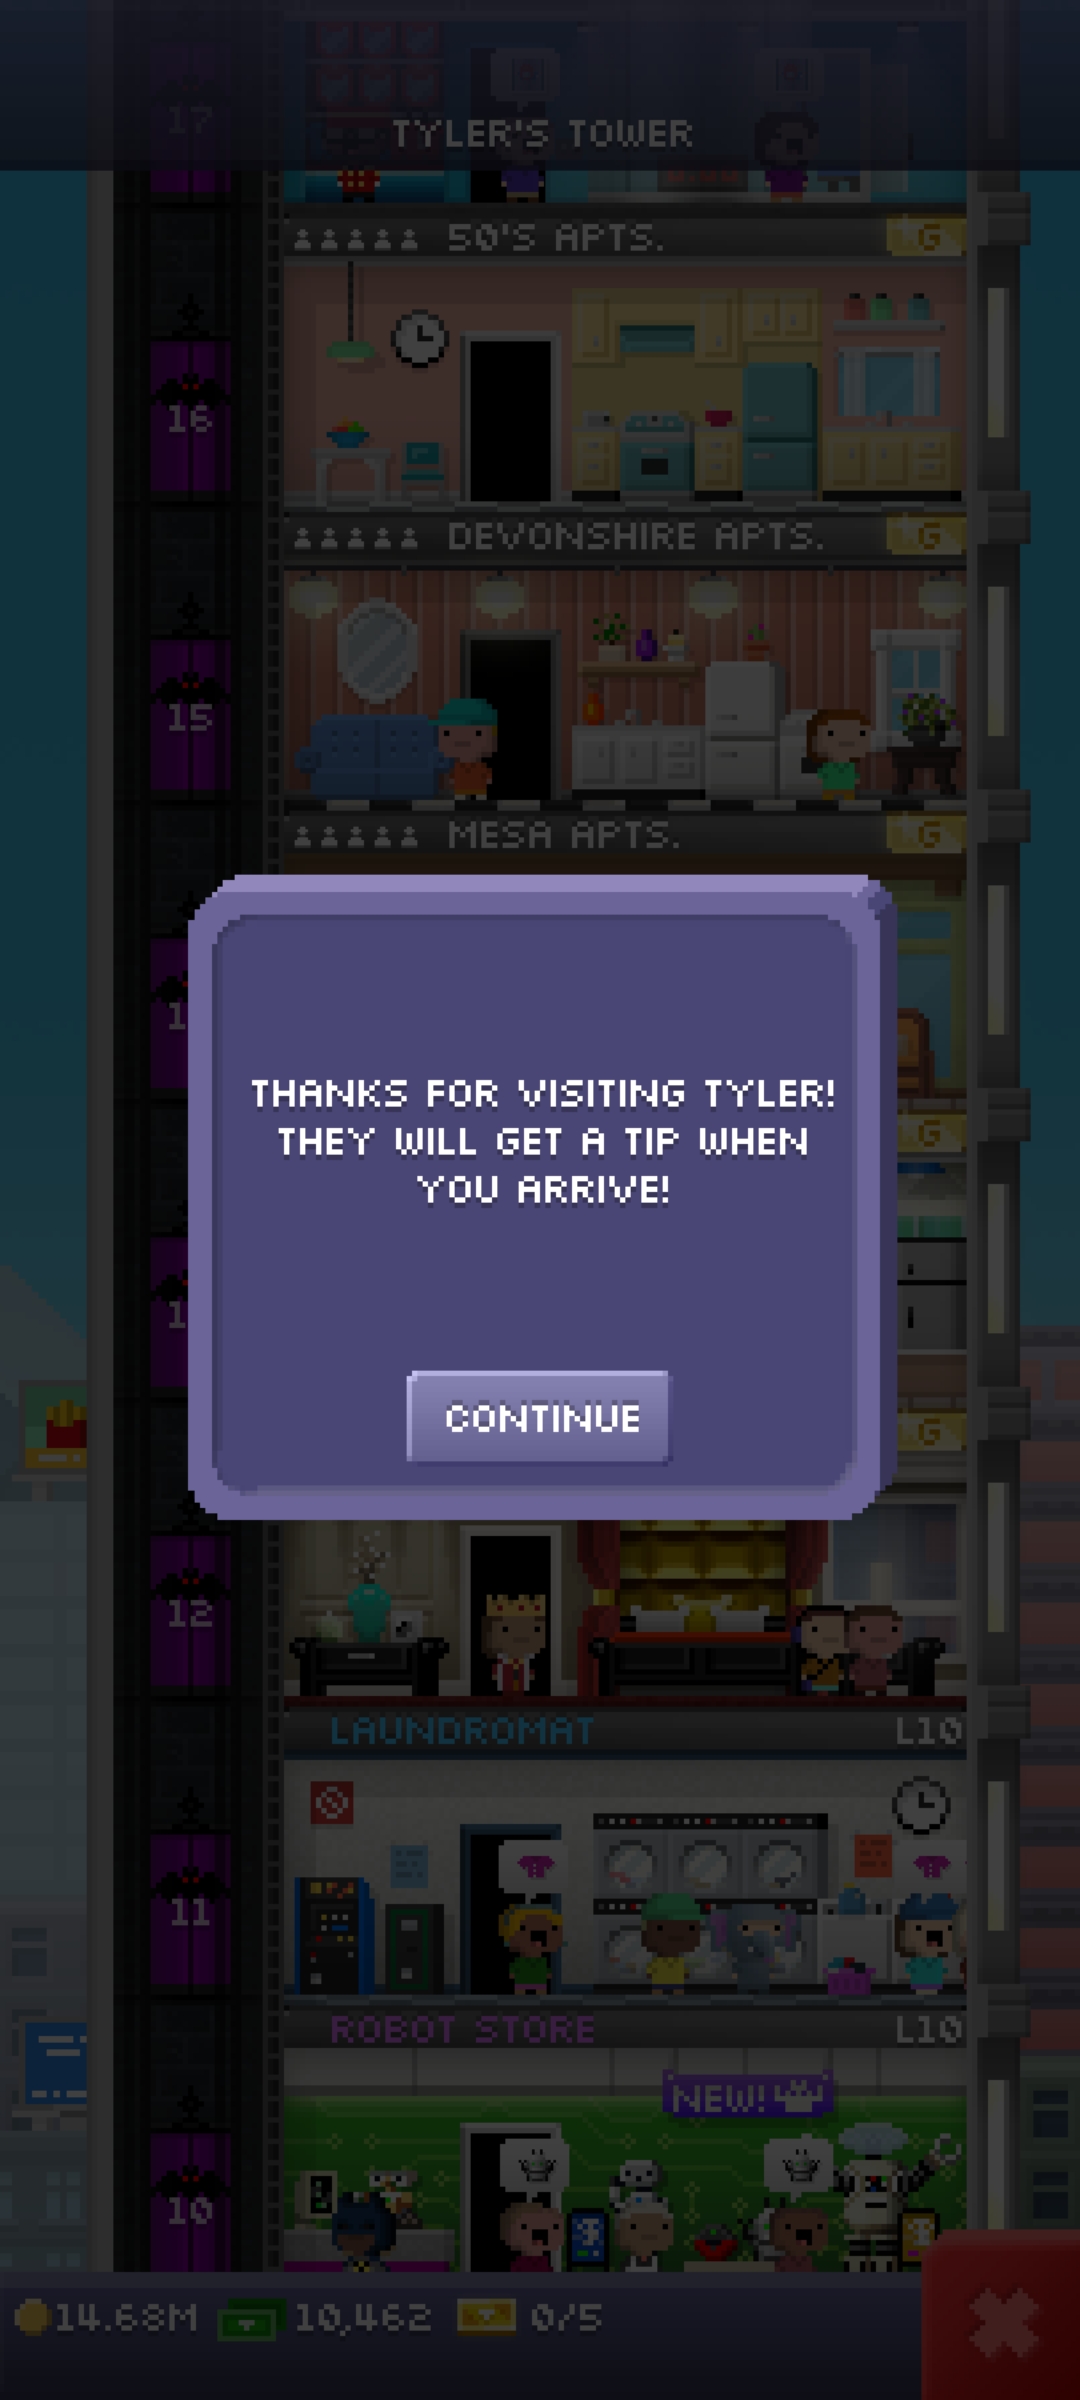 17
TYLER'S TOWER
50'S APTS.
G
16
DEVONSHIRE APTS.
G
15
MESA APTS.
G
1
THANKS FOR VISITING TYLER!
THEY WILL GET A TIP WHEN
YOU ARRIVE!
G
1
CONTINUE
G
12
LAUNDROMAT
L10
11
ROBOT STORE
L10
NEW!
10
14.68M
10,462
0/5